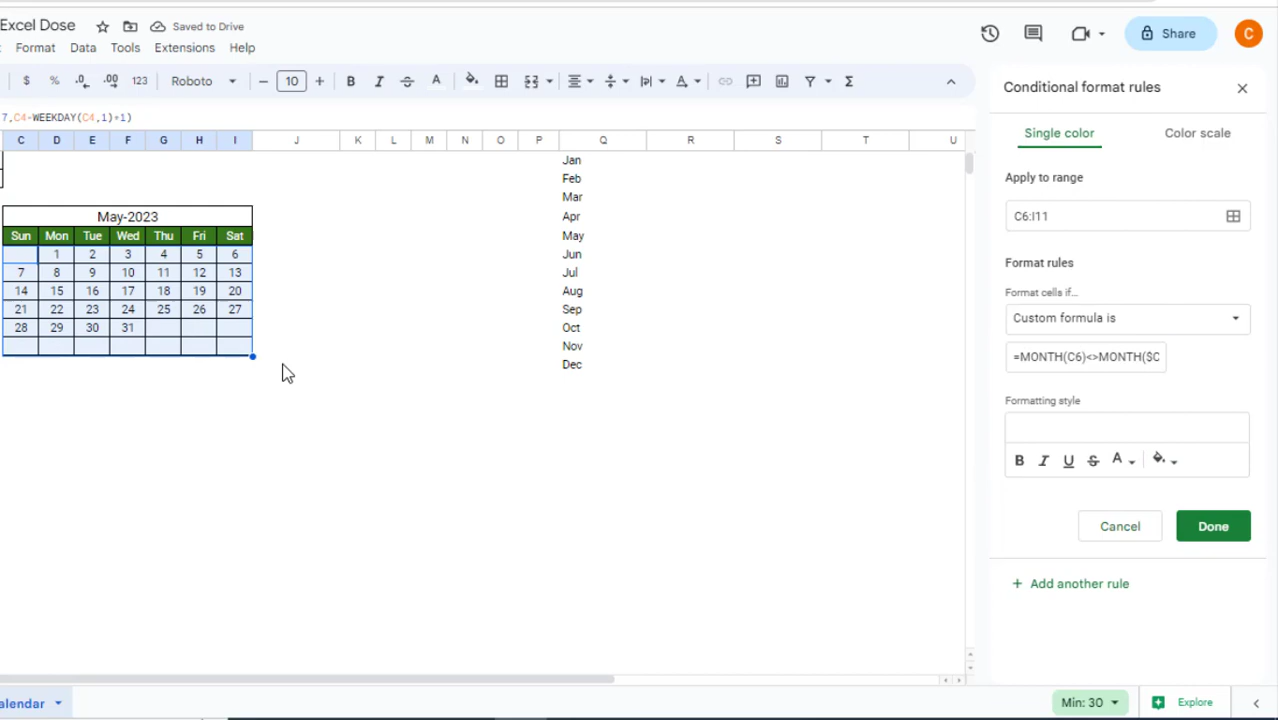 Excel Dose Saved to Drive
Format Data Tools Extensions Help
Share
C
$ % .0 .00 123 Roboto 10 B I A
7,C4-WEEKDAY(C4,1)+1)
C D E F G H I J K L M N O P Q R S T U
May-2023
Sun Mon Tue Wed Thu Fri Sat
1 2 3 4 5 6
7 8 9 10 11 12 13
14 15 16 17 18 19 20
21 22 23 24 25 26 27
28 29 30 31
Jan
Feb
Mar
Apr
May
Jun
Jul
Aug
Sep
Oct
Nov
Dec
Conditional format rules
Single color Color scale
Apply to range
C6:I11
Format rules
Format cells if…
Custom formula is
=MONTH(C6)<>MONTH($C
Formatting style
B I U S A
Cancel Done
+ Add another rule
alendar
Min: 30
Explore